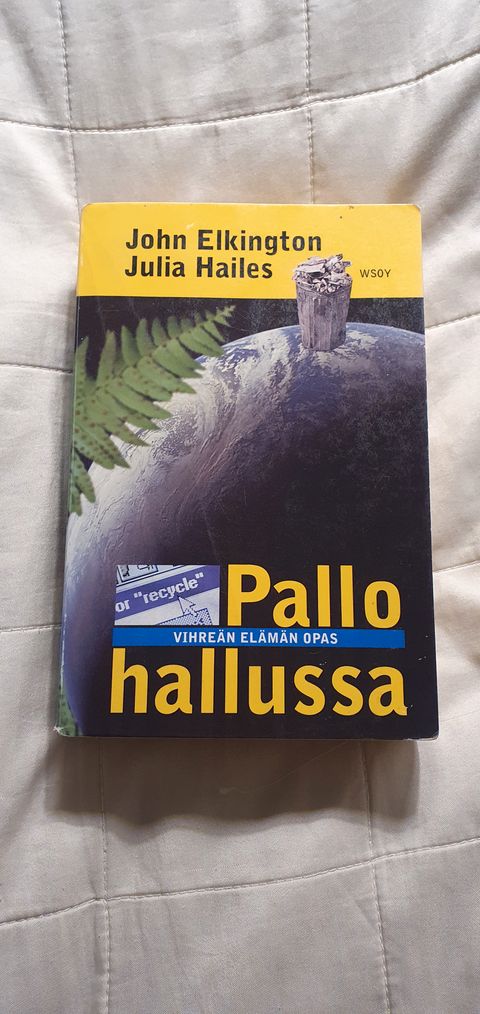 John Elkington
Julia Hailes
WSOY
or "recycle"
Pallo
VIHREÄN ELÄMÄN OPAS
hallussa